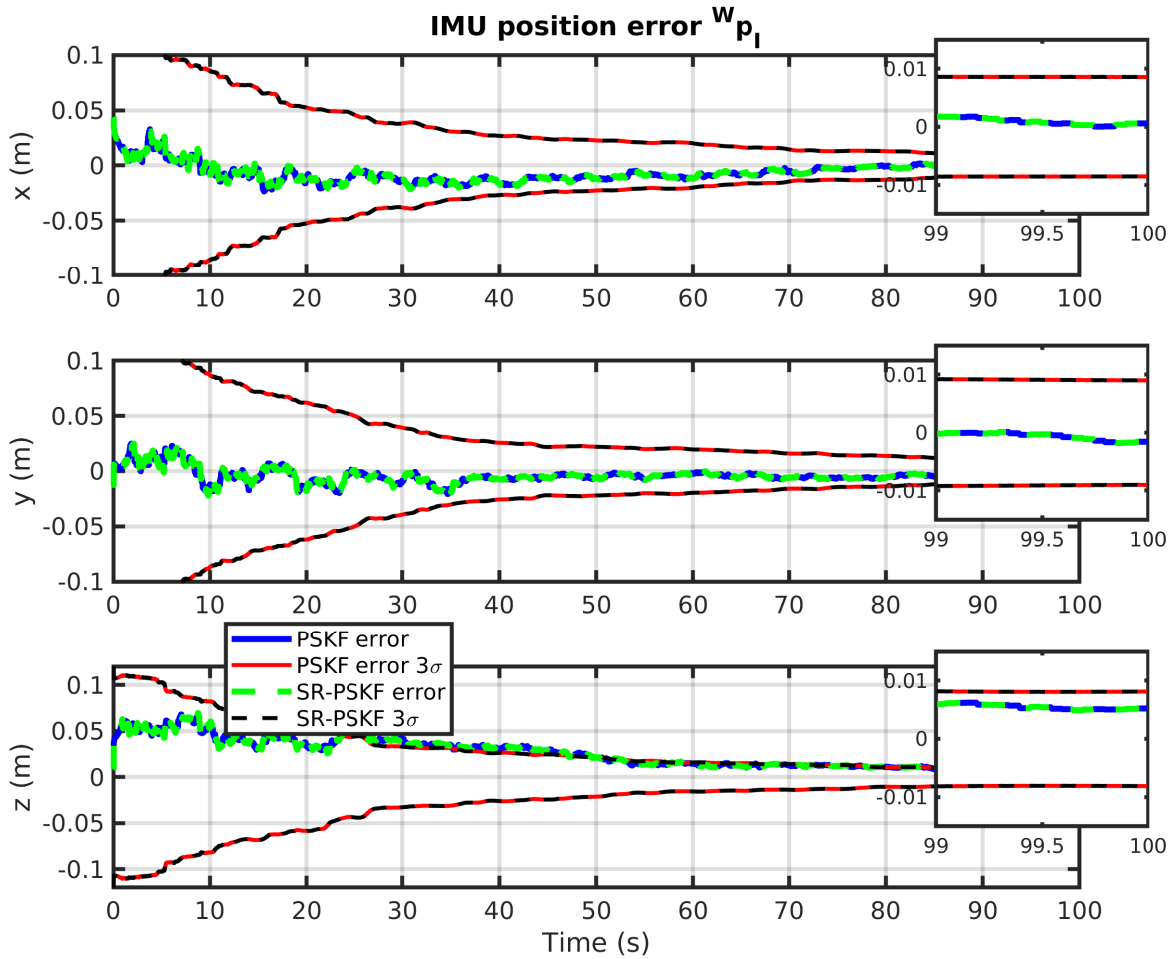 IMU position error ᵂpᵢ
0.1
0.05
0
-0.05
-0.1
x (m)
0 10 20 30 40 50 60 70 80 90 100
0.01
0
-0.01
99 99.5 100
0.1
0.05
0
-0.05
-0.1
y (m)
0 10 20 30 40 50 60 70 80 90 100
0.01
0
-0.01
99 99.5 100
PSKF error
PSKF error 3σ
SR-PSKF error
SR-PSKF 3σ
0.1
0.05
0
-0.05
-0.1
z (m)
0 10 20 30 40 50 60 70 80 90 100
0.01
0
-0.01
99 99.5 100
Time (s)